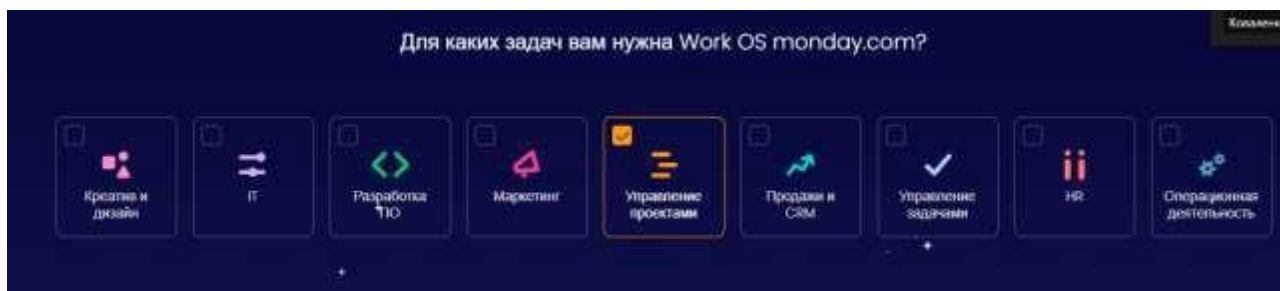 Для каких задач вам нужна Work OS monday.com?
Креатив и
дизайн
IT
Разработка
ПО
Маркетинг
Управление
проектами
Продажи и
CRM
Управление
задачами
HR
Операционная
деятельность